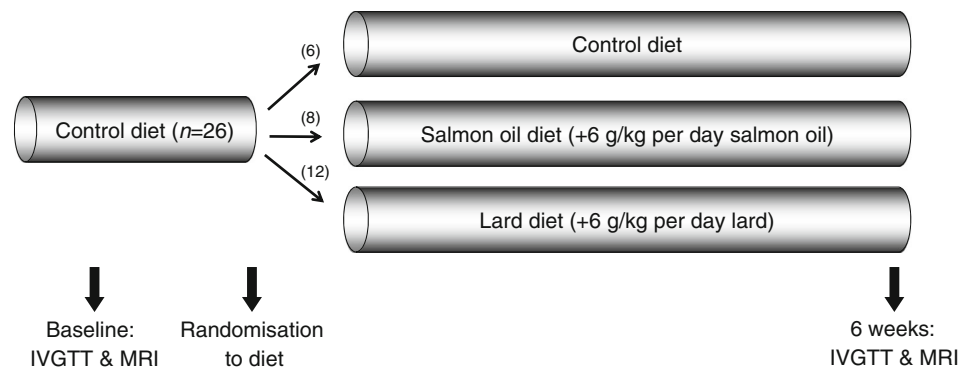 Control diet (n=26)
(6)
Control diet
(8)
Salmon oil diet (+6 g/kg per day salmon oil)
(12)
Lard diet (+6 g/kg per day lard)
Baseline:
IVGTT & MRI
Randomisation
to diet
6 weeks:
IVGTT & MRI